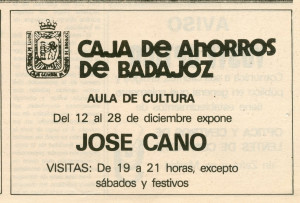 CAJA DE AHORROS
DE BADAJOZ
AULA DE CULTURA
Del 12 al 28 de diciembre expone
JOSE CANO
VISITAS: De 19 a 21 horas, excepto
sábados y festivos